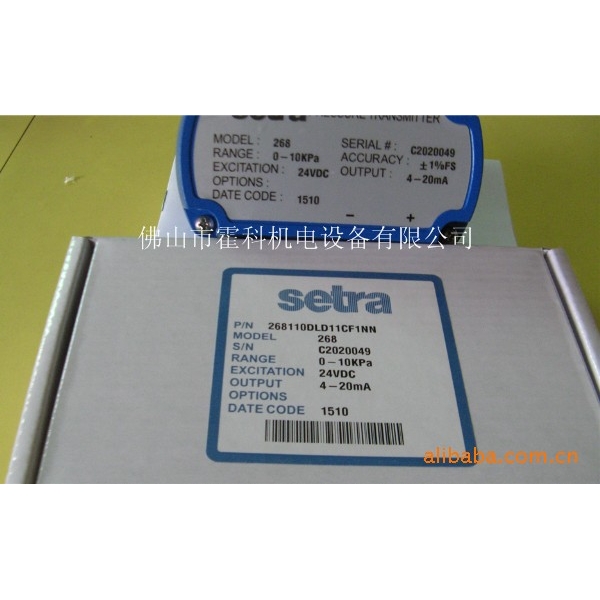 setra
TRANSMITTER
MODEL : 268 SERIAL # : C2020049
RANGE : 0-10KPa ACCURACY : ±1%FS
EXCITATION : 24VDC OUTPUT : 4-20mA
OPTIONS :
DATE CODE : 1510
- +
佛山市霍科机电设备有限公司
setra
P/N 268110DLD11CF1NN
MODEL 268
S/N C2020049
RANGE 0-10KPa
EXCITATION 24VDC
OUTPUT 4-20mA
OPTIONS
DATE CODE 1510
alibaba.com.cn